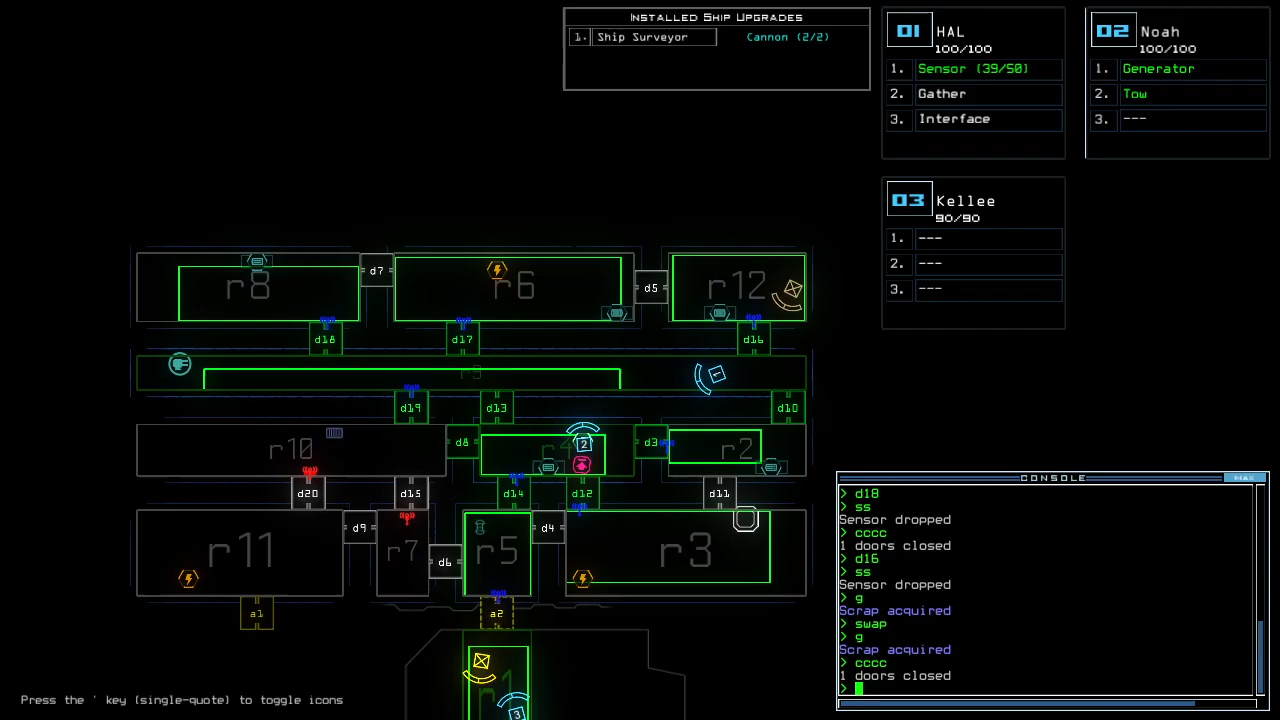 INSTALLED SHIP UPGRADES
1. Ship Surveyor Cannon (2/2)
01 HAL
100/100
1. Sensor (39/50)
2. Gather
3. Interface
02 Noah
100/100
1. Generator
2. Tow
3. ---
03 Kellee
90/90
1. ---
2. ---
3. ---
r8
d7
r6
d5
r12
d18
d17
d16
r9
1
d19
d13
d10
r10
d8
r4
2
d3
r2
d20
d15
d14
d12
d11
r11
d9
r7
d6
r5
d4
r3
a1
a2
r1
3
CONSOLE
MAX
> d18
> ss
Sensor dropped
> cccc
1 doors closed
> d16
> ss
Sensor dropped
> g
Scrap acquired
> swap
> g
Scrap acquired
> cccc
1 doors closed
>
Press the ' key (single-quote) to toggle icons